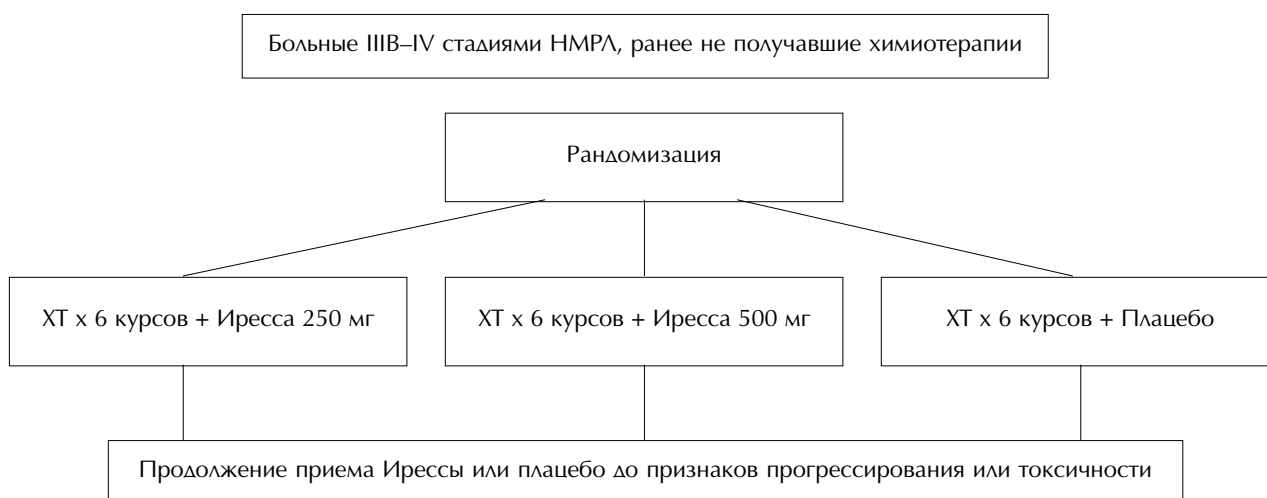 Больные IIIB–IV стадиями НМРЛ, ранее не получавшие химиотерапии
Рандомизация
ХТ х 6 курсов + Иресса 250 мг
ХТ х 6 курсов + Иресса 500 мг
ХТ х 6 курсов + Плацебо
Продолжение приема Ирессы или плацебо до признаков прогрессирования или токсичности